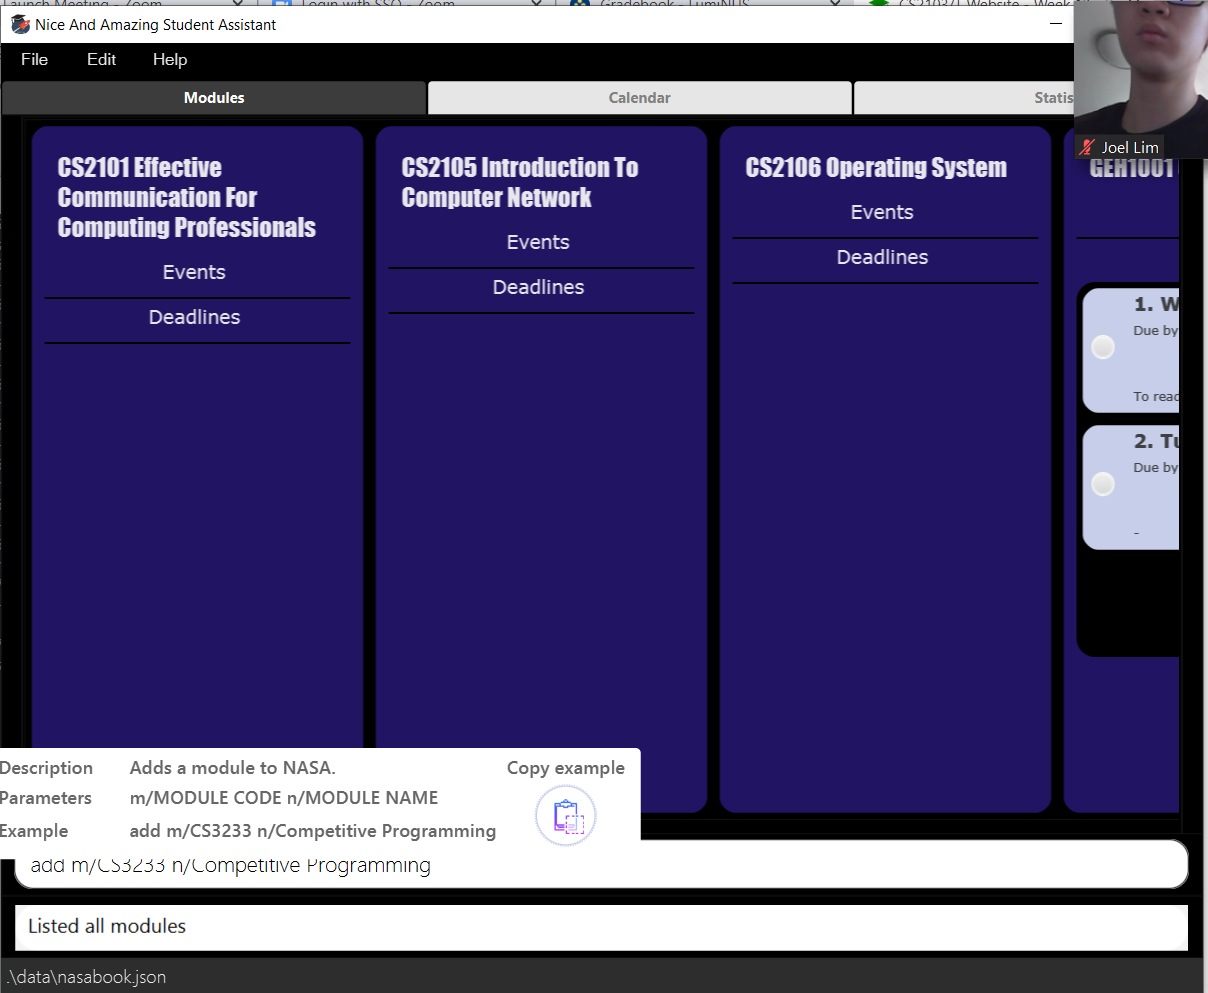 Launch Meeting - Zoom
Login with SSO - Zoom
Gradebook - LumiNUS
CS2103/T Website - Week
Nice And Amazing Student Assistant
File Edit Help
Modules
Calendar
Statis
Joel Lim
CS2101 Effective
Communication For
Computing Professionals
Events
Deadlines
CS2105 Introduction To
Computer Network
Events
Deadlines
CS2106 Operating System
Events
Deadlines
GEH1001
1. W
Due by
To read
2. Tu
Due by
-
Description Adds a module to NASA.
Parameters m/MODULE CODE n/MODULE NAME
Example add m/CS3233 n/Competitive Programming
Copy example
add m/CS3233 n/Competitive Programming
Listed all modules
.\data\nasabook.json